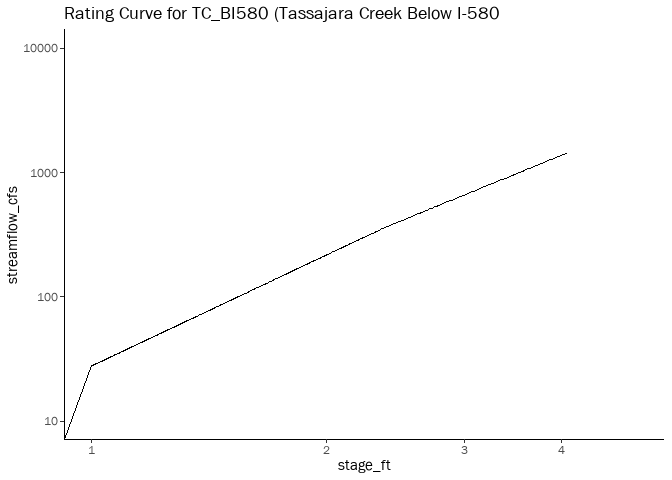 Rating Curve for TC_BI580 (Tassajara Creek Below I-580
10000
1000
100
10
streamflow_cfs
1 2 3 4
stage_ft